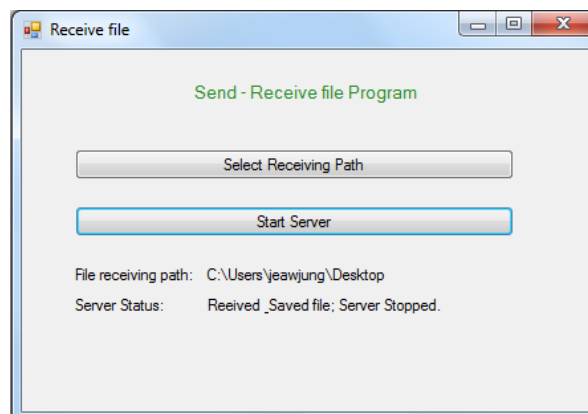 Receive file
Send - Receive file Program
Select Receiving Path
Start Server
File receiving path: C:\Users\jeawjung\Desktop
Server Status: Reeived _Saved file; Server Stopped.